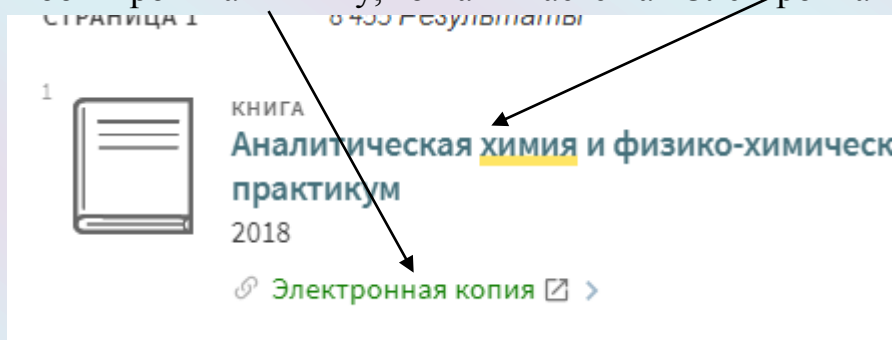 СТРАНИЦА 1 8 455 Результаты
1
КНИГА
Аналитическая химия и физико-химическ
практикум
2018
Электронная копия